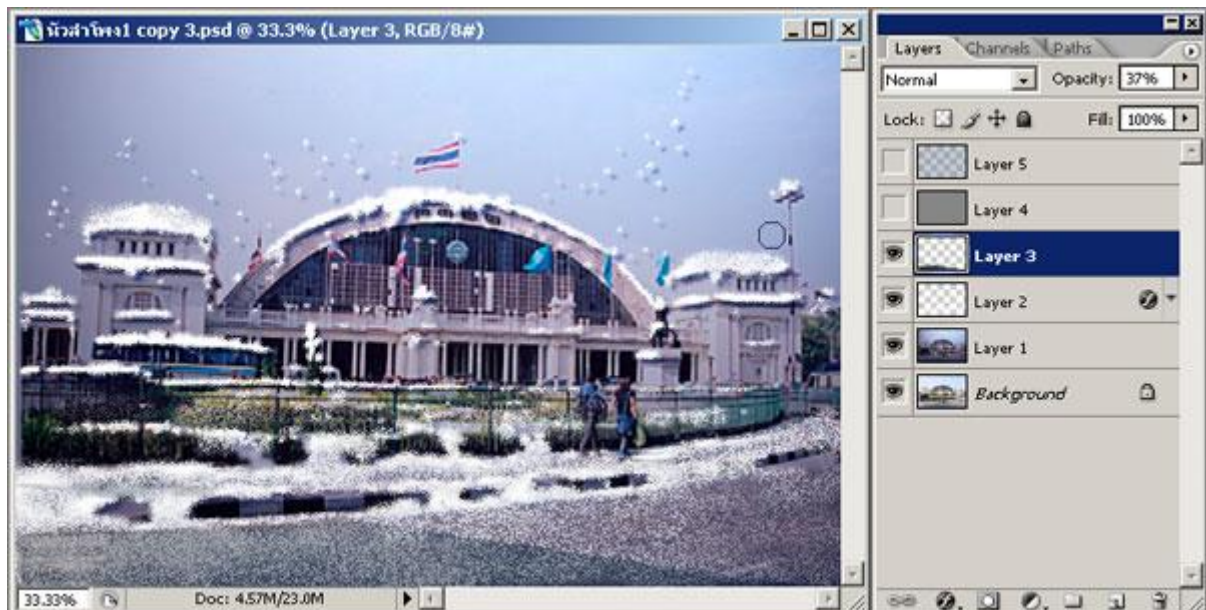 หัวลำโพง1 copy 3.psd @ 33.3% (Layer 3, RGB/8#)
Layers Channels Paths
Normal Opacity: 37%
Lock: Fill: 100%
Layer 5
Layer 4
Layer 3
Layer 2
Layer 1
Background
33.33% Doc: 4.57M/23.0M